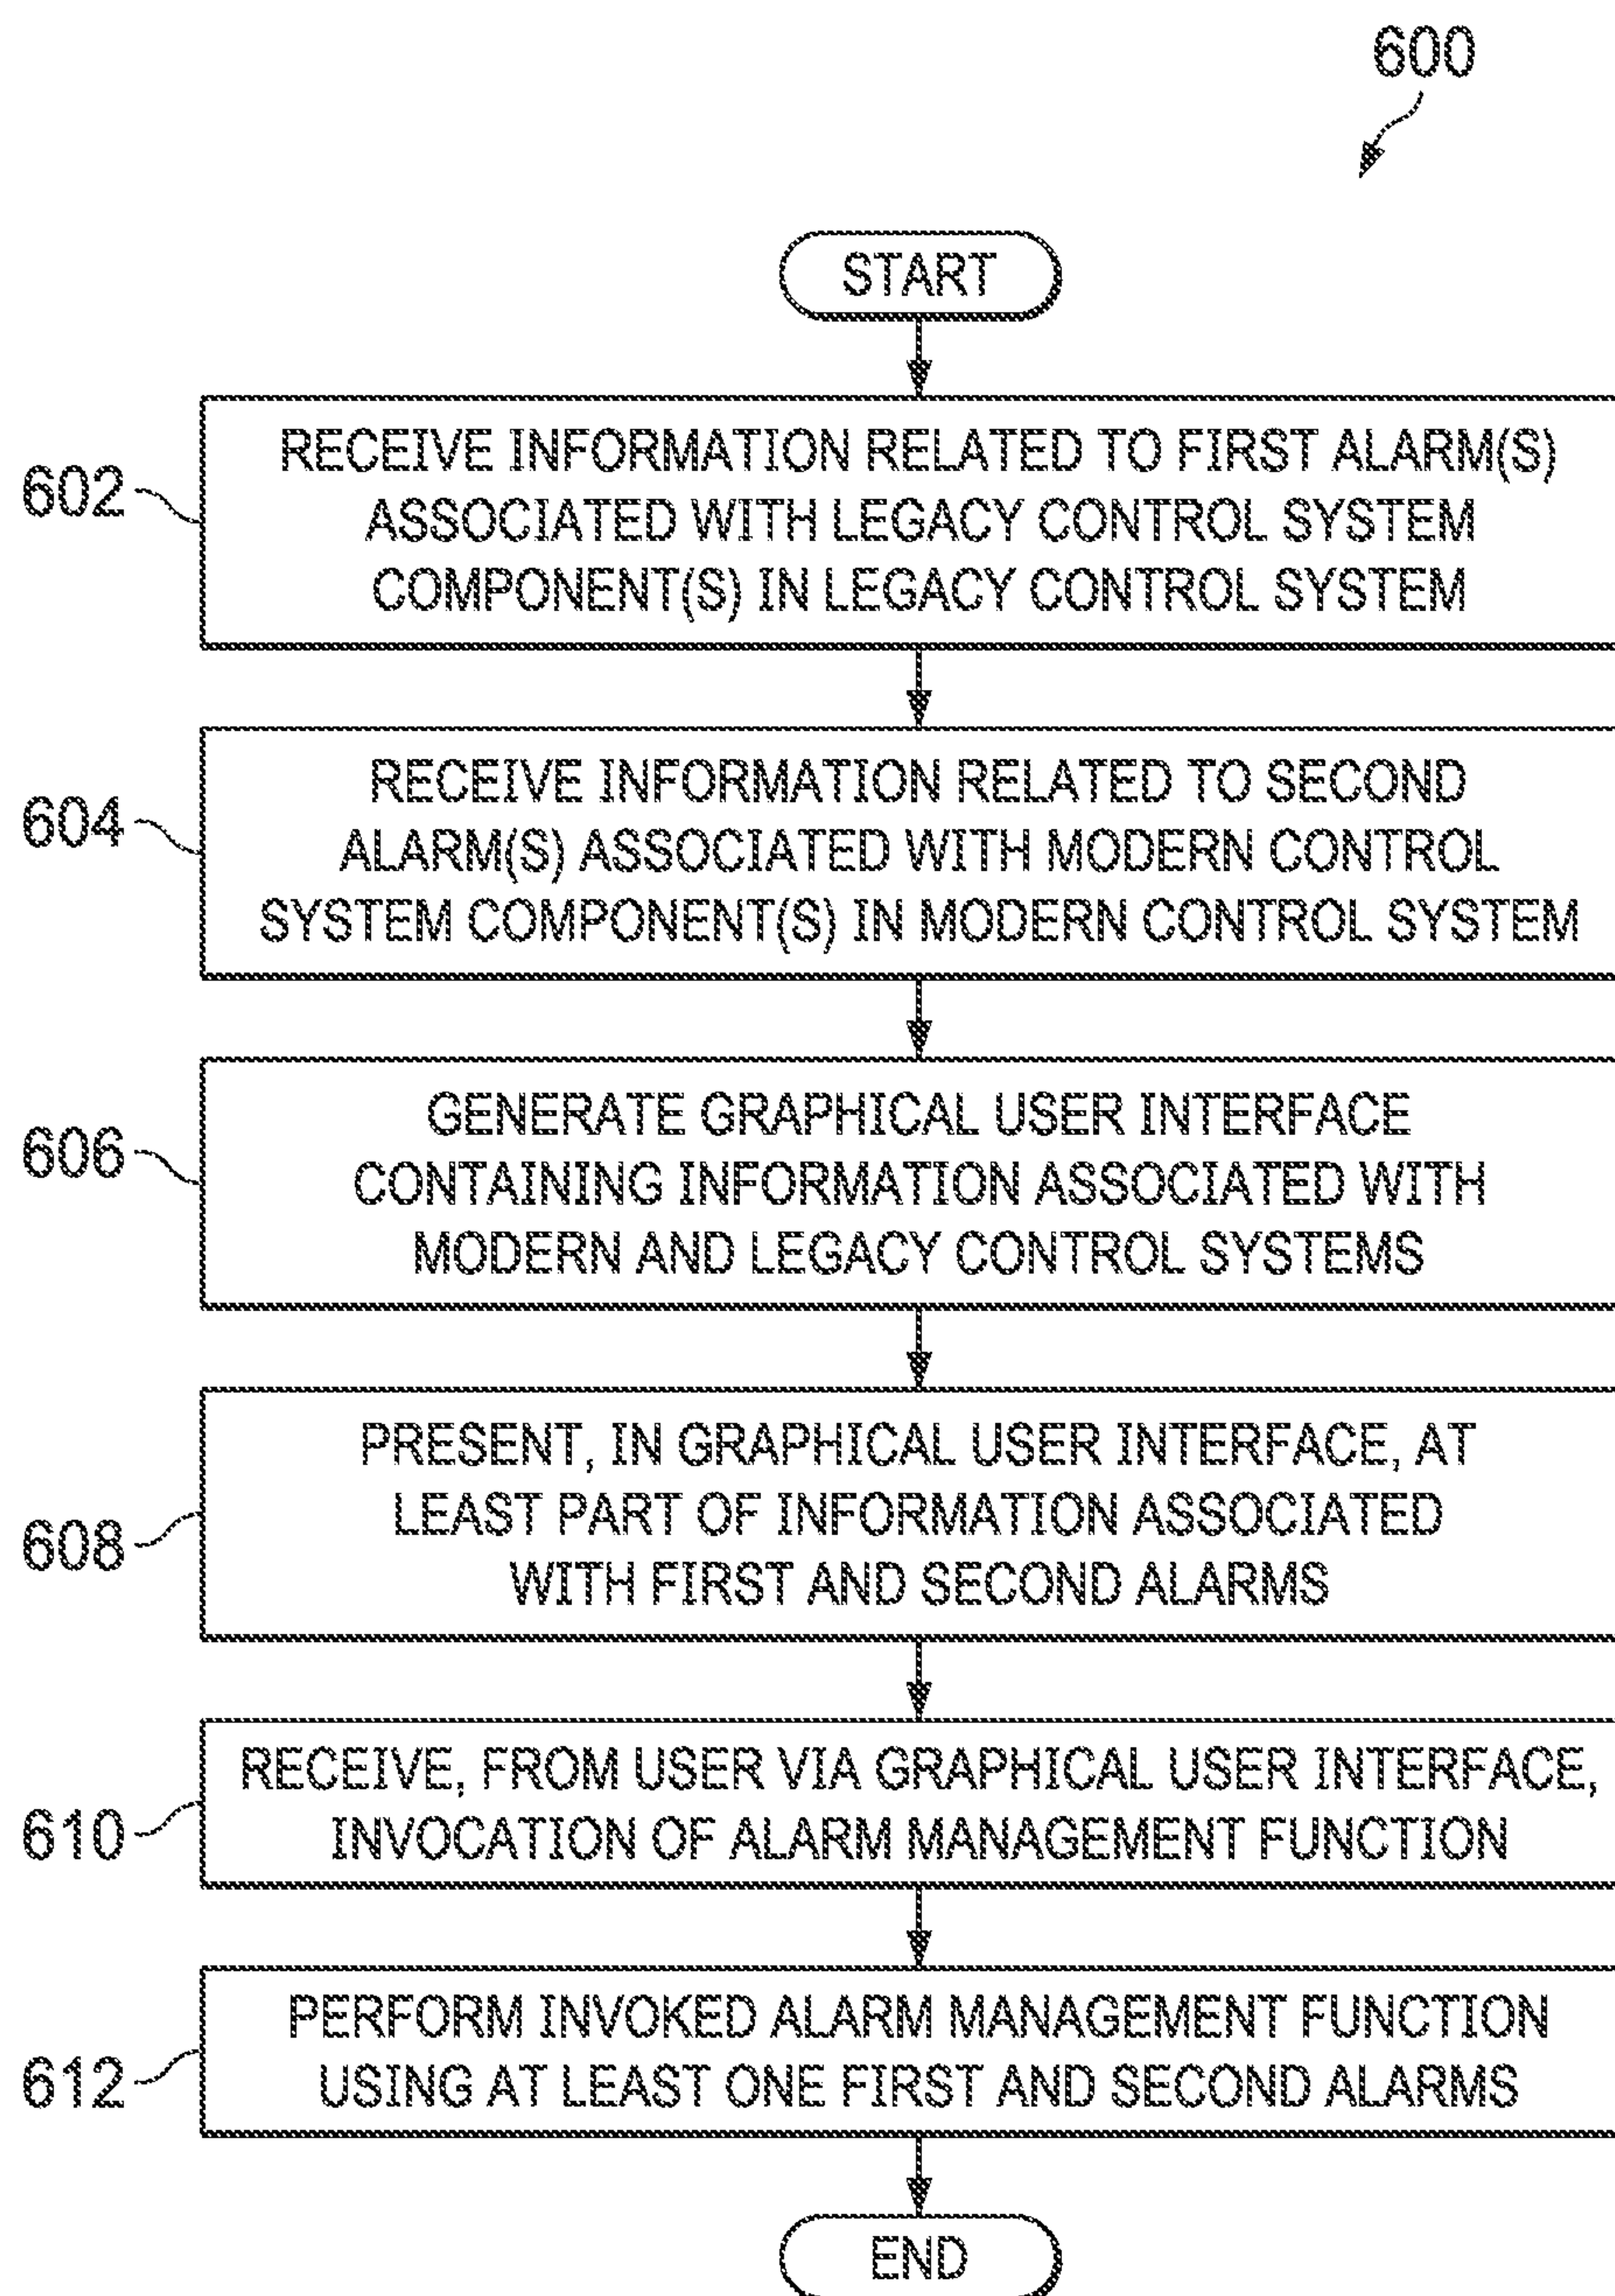 600
START
602
RECEIVE INFORMATION RELATED TO FIRST ALARM(S)
ASSOCIATED WITH LEGACY CONTROL SYSTEM
COMPONENT(S) IN LEGACY CONTROL SYSTEM
604
RECEIVE INFORMATION RELATED TO SECOND
ALARM(S) ASSOCIATED WITH MODERN CONTROL
SYSTEM COMPONENT(S) IN MODERN CONTROL SYSTEM
606
GENERATE GRAPHICAL USER INTERFACE
CONTAINING INFORMATION ASSOCIATED WITH
MODERN AND LEGACY CONTROL SYSTEMS
608
PRESENT, IN GRAPHICAL USER INTERFACE, AT
LEAST PART OF INFORMATION ASSOCIATED
WITH FIRST AND SECOND ALARMS
610
RECEIVE, FROM USER VIA GRAPHICAL USER INTERFACE,
INVOCATION OF ALARM MANAGEMENT FUNCTION
612
PERFORM INVOKED ALARM MANAGEMENT FUNCTION
USING AT LEAST ONE FIRST AND SECOND ALARMS
END